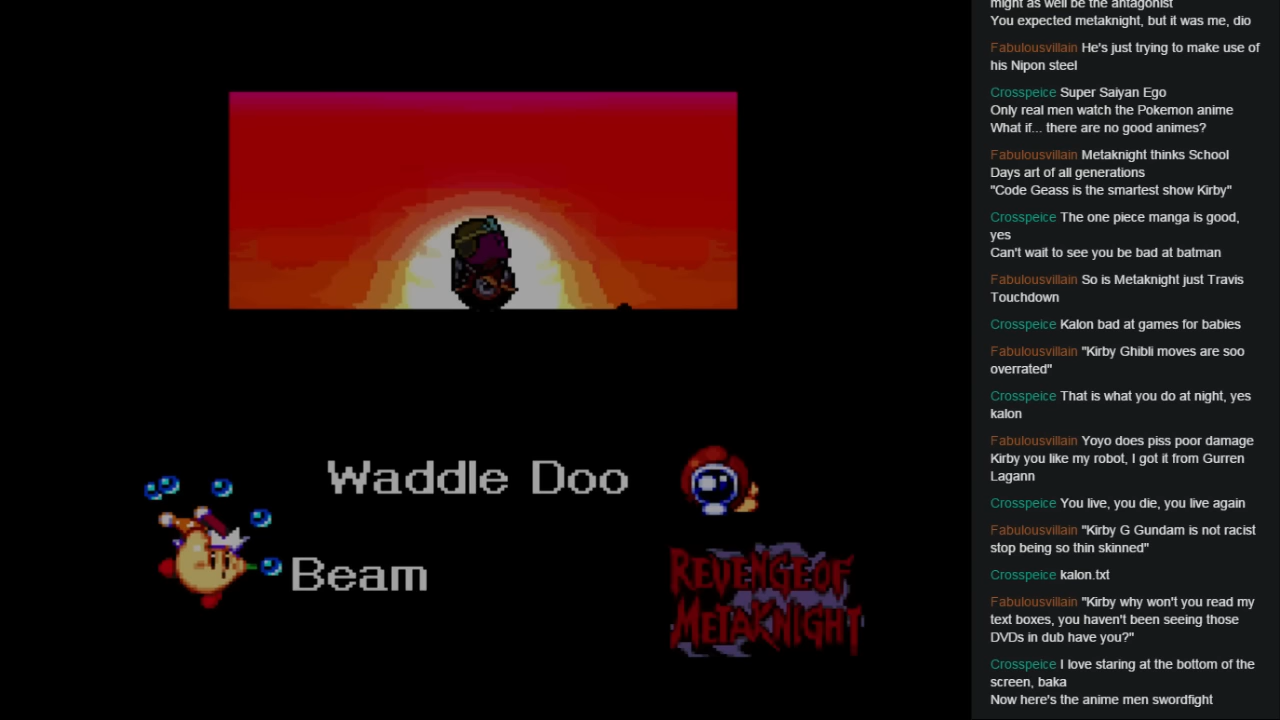 might as well be the antagonist
You expected metaknight, but it was me, dio
Fabulousvillain He's just trying to make use of
his Nipon steel
Crosspeice Super Saiyan Ego
Only real men watch the Pokemon anime
What if... there are no good animes?
Fabulousvillain Metaknight thinks School
Days art of all generations
"Code Geass is the smartest show Kirby"
Crosspeice The one piece manga is good,
yes
Can't wait to see you be bad at batman
Fabulousvillain So is Metaknight just Travis
Touchdown
Crosspeice Kalon bad at games for babies
Fabulousvillain "Kirby Ghibli moves are soo
overrated"
Crosspeice That is what you do at night, yes
kalon
Fabulousvillain Yoyo does piss poor damage
Kirby you like my robot, I got it from Gurren
Lagann
Crosspeice You live, you die, you live again
Fabulousvillain "Kirby G Gundam is not racist
stop being so thin skinned"
Crosspeice kalon.txt
Fabulousvillain "Kirby why won't you read my
text boxes, you haven't been seeing those
DVDs in dub have you?"
Crosspeice I love staring at the bottom of the
screen, baka
Now here's the anime men swordfight
Waddle Doo
Beam
REVENGE OF
METAKNIGHT